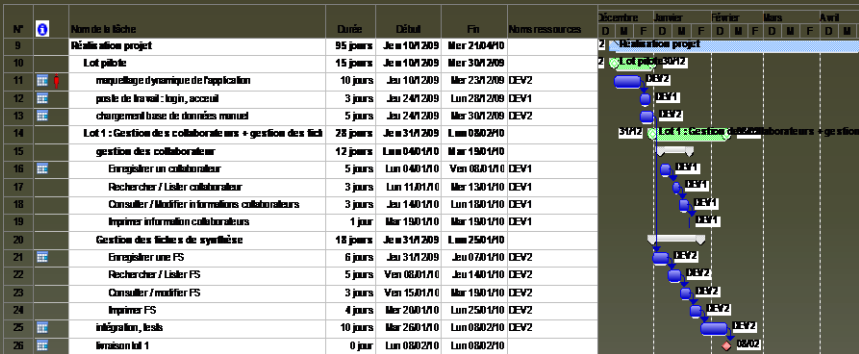 Décembre Janvier Février Mars Avril
N° Nom de la tâche Durée Début Fin Noms ressources D M F D M F D M F D M F D M
9 Réalisation projet 95 jours Jeu 10/12/09 Mer 21/04/10 Réalisation projet
10 Lot pilote 15 jours Jeu 10/12/09 Mer 30/12/09 Lot pilote 30/12
11 maquettage dynamique de l'application 10 jours Jeu 10/12/09 Mer 23/12/09 DEV2 DEV2
12 poste de travail : login, acceuil 3 jours Jeu 24/12/09 Lun 28/12/09 DEV1 DEV1
13 chargement base de données manuel 5 jours Jeu 24/12/09 Mer 30/12/09 DEV2 DEV2
14 Lot 1 : Gestion des collaborateurs + gestion des fich 28 jours Jeu 31/12/09 Lun 08/02/10 31/12 Lot 1 : Gestion des collaborateurs + gestion
15 gestion des collaborateur 12 jours Lun 04/01/10 Mar 19/01/10
16 Enregistrer un collaborateur 5 jours Lun 04/01/10 Ven 08/01/10 DEV1 DEV1
17 Rechercher / Lister collaborateur 3 jours Lun 11/01/10 Mer 13/01/10 DEV1 DEV1
18 Consulter / Modifier informations collaborateurs 3 jours Jeu 14/01/10 Lun 18/01/10 DEV1 DEV1
19 Imprimer information collaborateurs 1 jour Mar 19/01/10 Mar 19/01/10 DEV1 DEV1
20 Gestion des fiches de synthèse 18 jours Jeu 31/12/09 Lun 25/01/10
21 Enregistrer une FS 6 jours Jeu 31/12/09 Jeu 07/01/10 DEV2 DEV2
22 Rechercher / Lister FS 5 jours Ven 08/01/10 Jeu 14/01/10 DEV2 DEV2
23 Consulter / modifier FS 3 jours Ven 15/01/10 Mar 19/01/10 DEV2 DEV2
24 Imprimer FS 4 jours Mer 20/01/10 Lun 25/01/10 DEV2 DEV2
25 intégration, tests 10 jours Mar 26/01/10 Lun 08/02/10 DEV2 DEV2
26 livraison lot 1 0 jour Lun 08/02/10 Lun 08/02/10 08/02